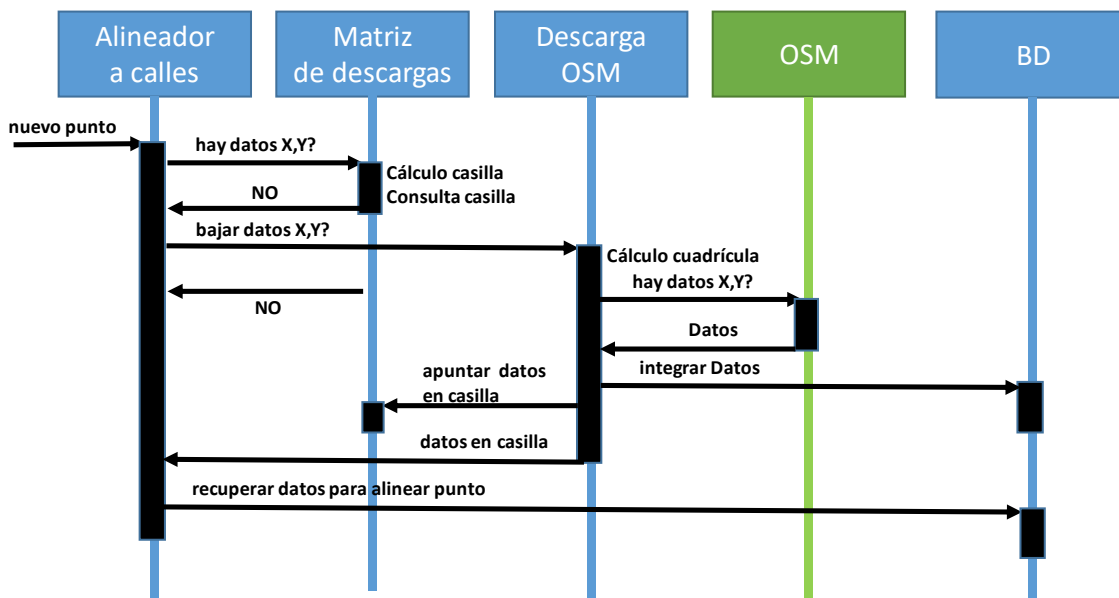 Alineador
a calles
Matriz
de descargas
Descarga
OSM
OSM
BD
nuevo punto
hay datos X,Y?
Cálculo casilla
Consulta casilla
NO
bajar datos X,Y?
Cálculo cuadrícula
hay datos X,Y?
NO
Datos
integrar Datos
apuntar datos
en casilla
datos en casilla
recuperar datos para alinear punto